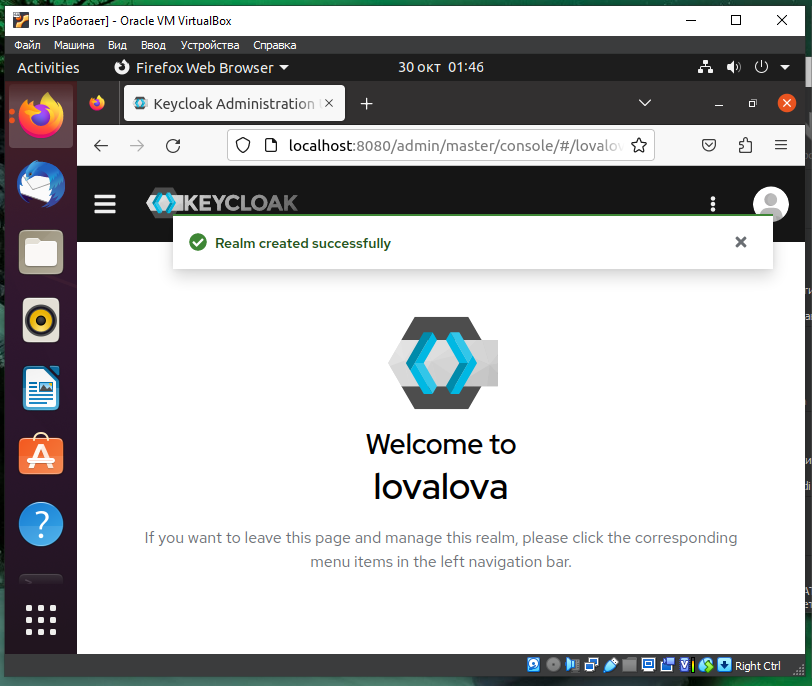 rvs [Работает] - Oracle VM VirtualBox
Файл Машина Вид Ввод Устройства Справка
Activities Firefox Web Browser 30 окт 01:46
Keycloak Administration
localhost:8080/admin/master/console/#/lovalov
KEYCLOAK
Realm created successfully
Welcome to
lovalova
If you want to leave this page and manage this realm, please click the corresponding
menu items in the left navigation bar.
Right Ctrl